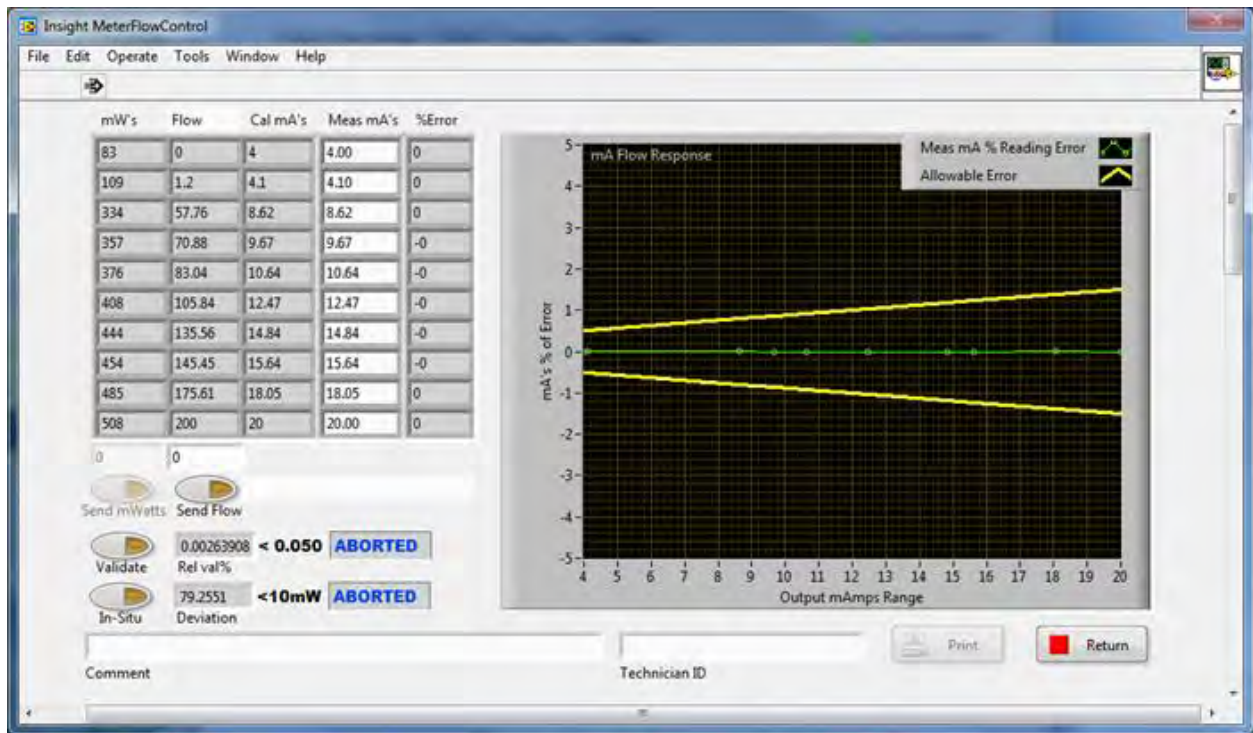 Insight MeterFlowControl
File Edit Operate Tools Window Help
mW's Flow Cal mA's Meas mA's %Error
83 0 4 4.00 0
109 1.2 4.1 4.10 0
334 57.76 8.62 8.62 0
357 70.88 9.67 9.67 -0
376 83.04 10.64 10.64 -0
408 105.84 12.47 12.47 -0
444 135.56 14.84 14.84 -0
454 145.45 15.64 15.64 -0
485 175.61 18.05 18.05 0
508 200 20 20.00 0
0 0
Send mWatts Send Flow
Validate 0.00263908 < 0.050 ABORTED
Rel val%
In-Situ 79.2551 <10mW ABORTED
Deviation
Comment
Technician ID
Print
Return
mA Flow Response
Meas mA % Reading Error
Allowable Error
mA's % of Error
5
4
3
2
1
0
-1
-2
-3
-4
-5
4 5 6 7 8 9 10 11 12 13 14 15 16 17 18 19 20
Output mAmps Range